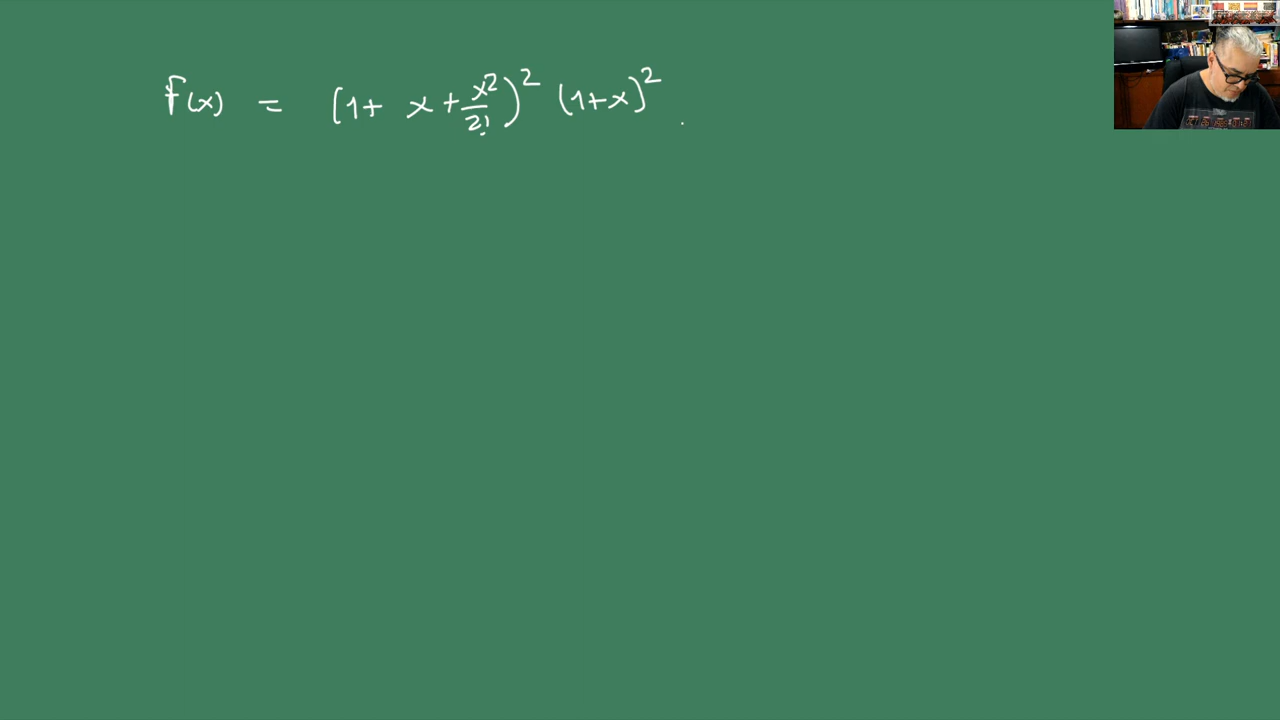 F(x) = (1+ x + x²/2!)² (1+x)²